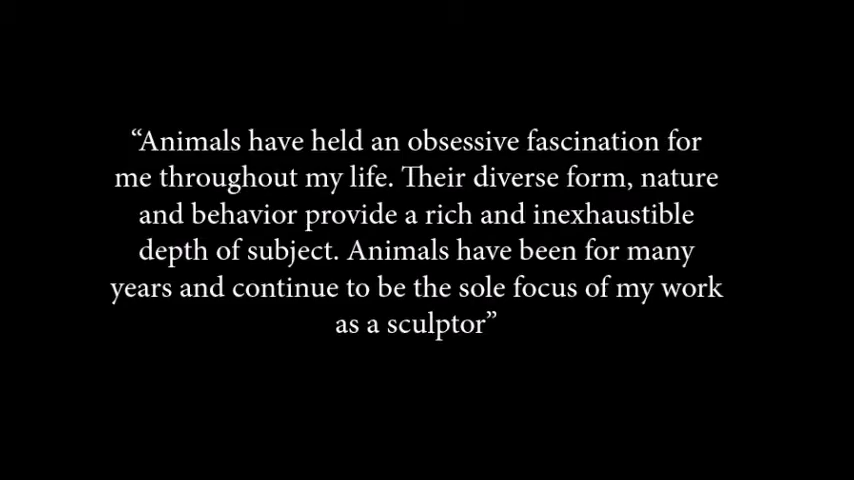 “Animals have held an obsessive fascination for
me throughout my life. Their diverse form, nature
and behavior provide a rich and inexhaustible
depth of subject. Animals have been for many
years and continue to be the sole focus of my work
as a sculptor”